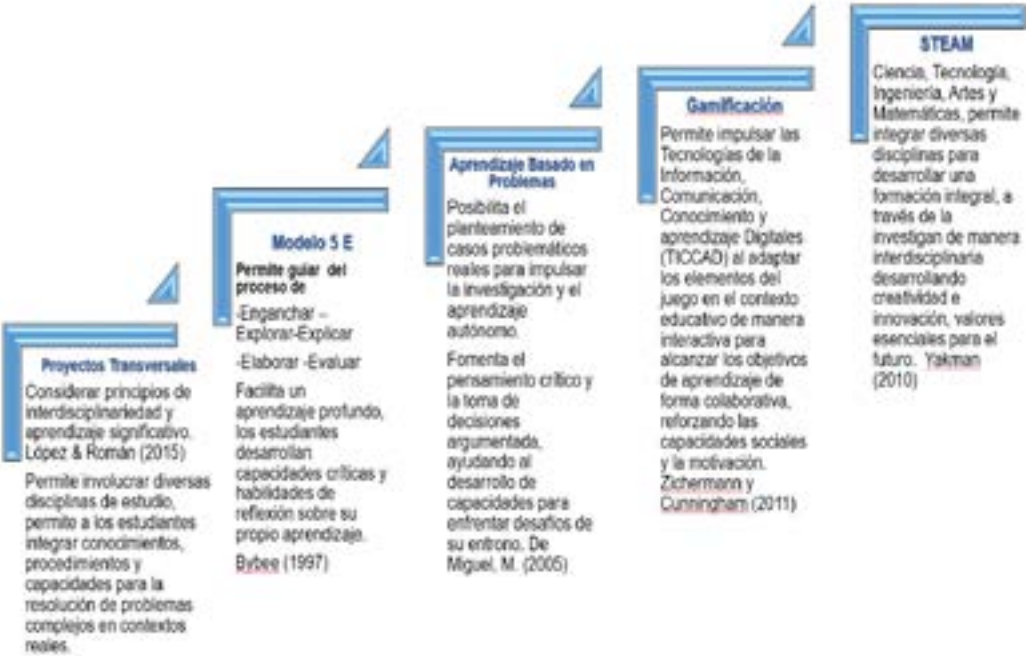 Proyectos Transversales
Considerar principios de
interdisciplinariedad y
aprendizaje significativo.
López & Román (2015)
Permite involucrar diversas
disciplinas de estudio,
permite a los estudiantes
integrar conocimientos,
procedimientos y
capacidades para la
resolución de problemas
complejos en contextos
reales.
Modelo 5 E
Permite guiar del
proceso de
-Enganchar –
Explorar-Explicar
-Elaborar -Evaluar
Facilita un
aprendizaje profundo,
los estudiantes
desarrollan
capacidades críticas y
habilidades de
reflexión sobre su
propio aprendizaje.
Bybee (1997)
Aprendizaje Basado en
Problemas
Posibilita el
planteamiento de
casos problemáticos
reales para impulsar
la investigación y el
aprendizaje
autónomo.
Fomenta el
pensamiento crítico y
la toma de
decisiones
argumentada,
ayudando al
desarrollo de
capacidades para
enfrentar desafíos de
su entrono. De
Miguel, M. (2005)
Gamificación
Permite impulsar las
Tecnologías de la
Información,
Comunicación,
Conocimiento y
aprendizaje Digitales
(TICCAD) al adaptar
los elementos del
juego en el contexto
educativo de manera
interactiva para
alcanzar los objetivos
de aprendizaje de
forma colaborativa,
reforzando las
capacidades sociales
y la motivación.
Zichermann y
Cunningham (2011)
STEAM
Ciencia, Tecnología,
Ingeniería, Artes y
Matemáticas, permite
integrar diversas
disciplinas para
desarrollar una
formación integral, a
través de la
investigan de manera
interdisciplinaria
desarrollando
creatividad e
innovación, valores
esenciales para el
futuro. Yakman
(2010)